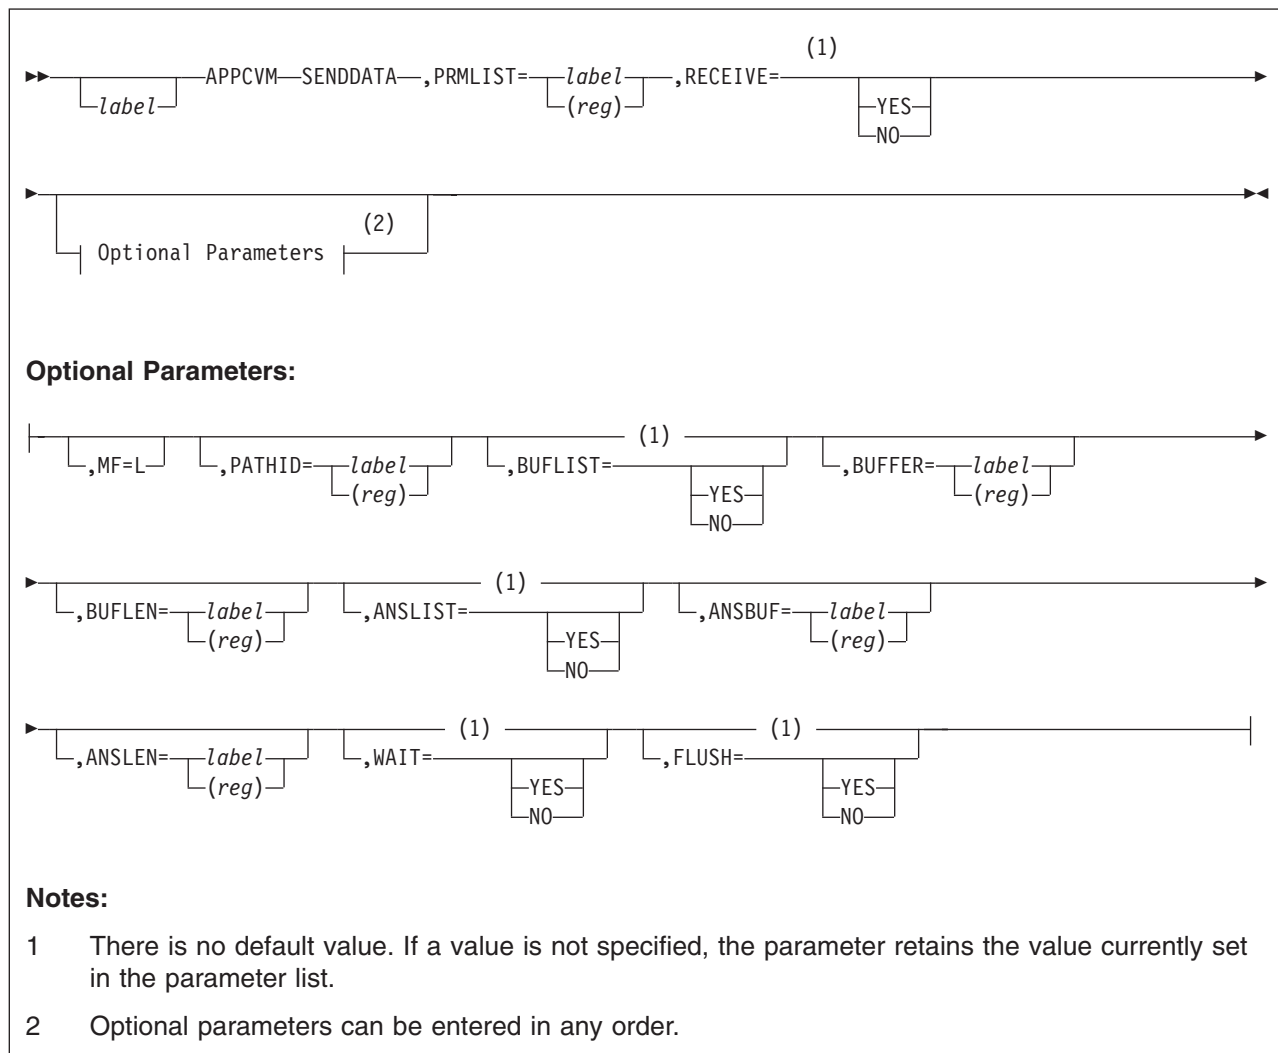 (1)
APPCVM SENDDATA ,PRMLIST= label ,RECEIVE=
label (reg) YES
NO
(2)
Optional Parameters
Optional Parameters:
(1)
,MF=L ,PATHID= label ,BUFLIST= ,BUFFER= label
(reg) YES (reg)
NO
(1)
,BUFLEN= label ,ANSLIST= ,ANSBUF= label
(reg) YES (reg)
NO
(1) (1)
,ANSLEN= label ,WAIT= ,FLUSH=
(reg) YES YES
NO NO
Notes:
1 There is no default value. If a value is not specified, the parameter retains the value currently set
in the parameter list.
2 Optional parameters can be entered in any order.